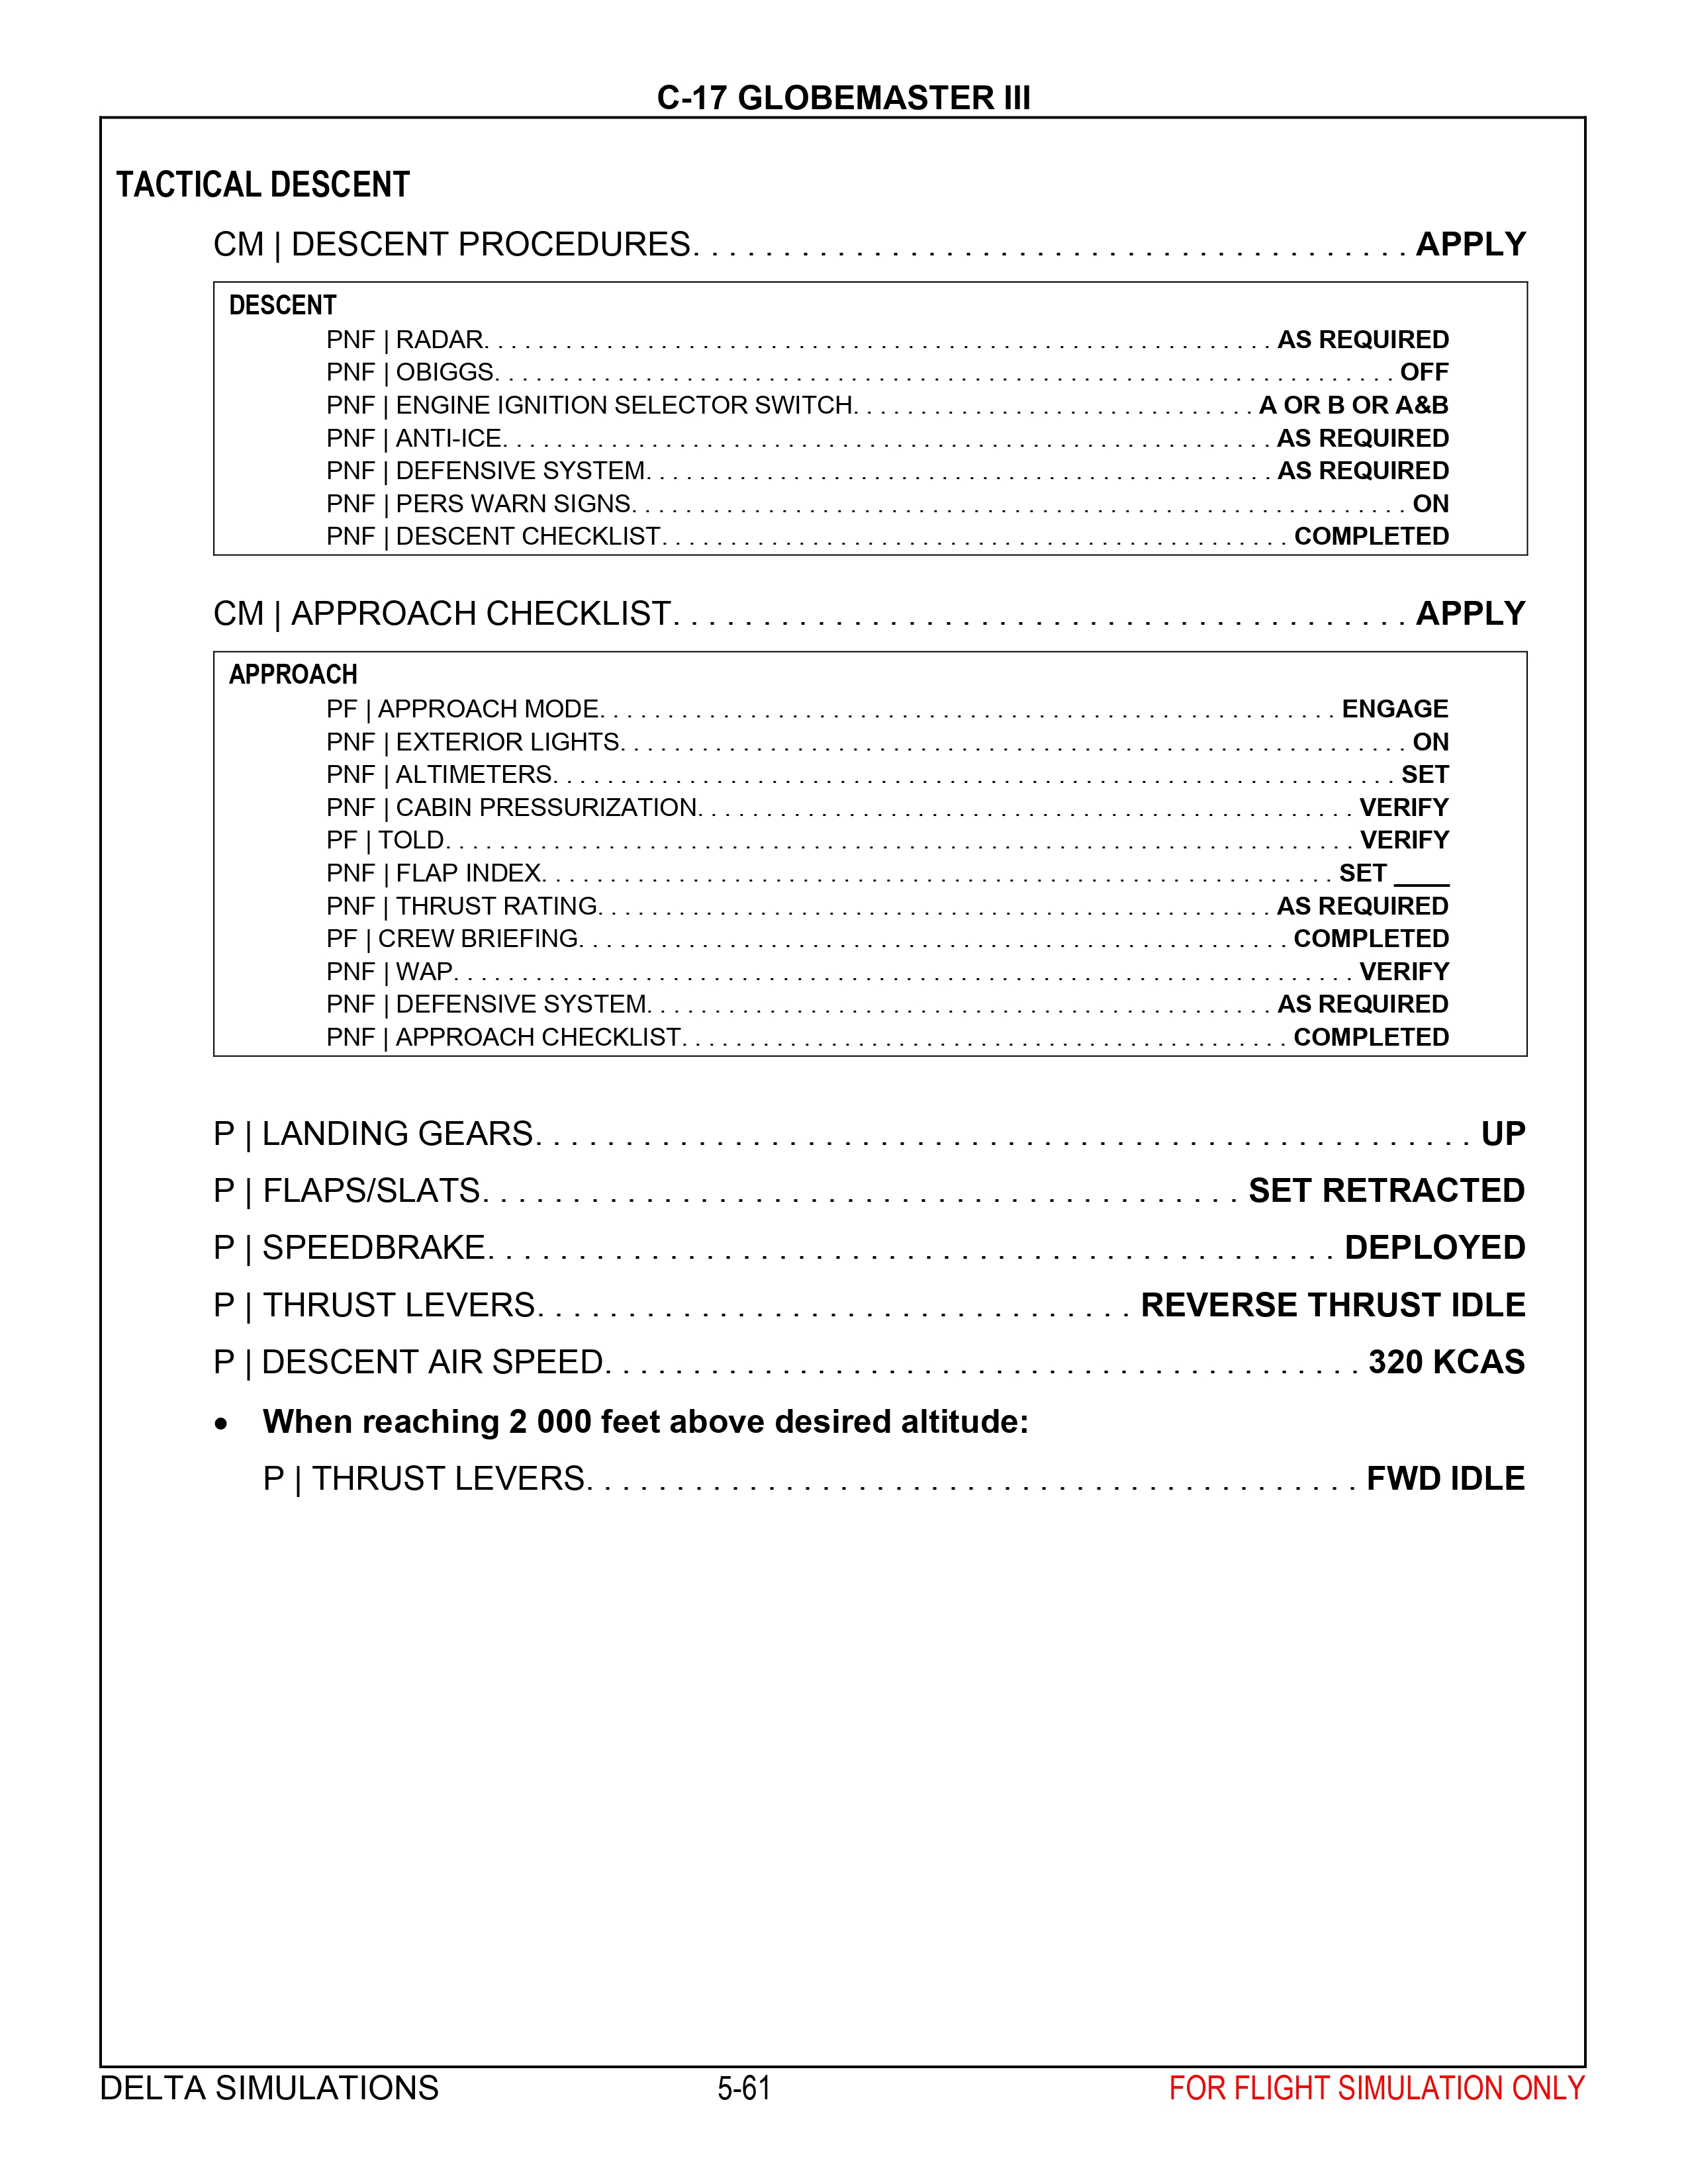 C-17 GLOBEMASTER III
TACTICAL DESCENT
CM | DESCENT PROCEDURES. . . . . . . . . . . . . . . . . . . . . . . . . . . . . . . . . . . . . . . . APPLY
DESCENT
PNF | RADAR. . . . . . . . . . . . . . . . . . . . . . . . . . . . . . . . . . . . . . . . . . . . . . . . . . . . . . . . . . AS REQUIRED
PNF | OBIGGS. . . . . . . . . . . . . . . . . . . . . . . . . . . . . . . . . . . . . . . . . . . . . . . . . . . . . . . . . . . . . . . . . . OFF
PNF | ENGINE IGNITION SELECTOR SWITCH. . . . . . . . . . . . . . . . . . . . . . . . . . . . . . A OR B OR A&B
PNF | ANTI-ICE. . . . . . . . . . . . . . . . . . . . . . . . . . . . . . . . . . . . . . . . . . . . . . . . . . . . . . . . . AS REQUIRED
PNF | DEFENSIVE SYSTEM. . . . . . . . . . . . . . . . . . . . . . . . . . . . . . . . . . . . . . . . . . . . . . AS REQUIRED
PNF | PERS WARN SIGNS. . . . . . . . . . . . . . . . . . . . . . . . . . . . . . . . . . . . . . . . . . . . . . . . . . . . . . . . . ON
PNF | DESCENT CHECKLIST. . . . . . . . . . . . . . . . . . . . . . . . . . . . . . . . . . . . . . . . . . . . . . COMPLETED
CM | APPROACH CHECKLIST. . . . . . . . . . . . . . . . . . . . . . . . . . . . . . . . . . . . . . . . . APPLY
APPROACH
PF | APPROACH MODE. . . . . . . . . . . . . . . . . . . . . . . . . . . . . . . . . . . . . . . . . . . . . . . . . . . . . . ENGAGE
PNF | EXTERIOR LIGHTS. . . . . . . . . . . . . . . . . . . . . . . . . . . . . . . . . . . . . . . . . . . . . . . . . . . . . . . . . . ON
PNF | ALTIMETERS. . . . . . . . . . . . . . . . . . . . . . . . . . . . . . . . . . . . . . . . . . . . . . . . . . . . . . . . . . . . . . SET
PNF | CABIN PRESSURIZATION. . . . . . . . . . . . . . . . . . . . . . . . . . . . . . . . . . . . . . . . . . . . . . . . VERIFY
PF | TOLD. . . . . . . . . . . . . . . . . . . . . . . . . . . . . . . . . . . . . . . . . . . . . . . . . . . . . . . . . . . . . . . . . . . VERIFY
PNF | FLAP INDEX. . . . . . . . . . . . . . . . . . . . . . . . . . . . . . . . . . . . . . . . . . . . . . . . . . . . . . . . . . SET ____
PNF | THRUST RATING. . . . . . . . . . . . . . . . . . . . . . . . . . . . . . . . . . . . . . . . . . . . . . . . . . AS REQUIRED
PF | CREW BRIEFING. . . . . . . . . . . . . . . . . . . . . . . . . . . . . . . . . . . . . . . . . . . . . . . . . . . . COMPLETED
PNF | WAP. . . . . . . . . . . . . . . . . . . . . . . . . . . . . . . . . . . . . . . . . . . . . . . . . . . . . . . . . . . . . . . . . . VERIFY
PNF | DEFENSIVE SYSTEM. . . . . . . . . . . . . . . . . . . . . . . . . . . . . . . . . . . . . . . . . . . . . . AS REQUIRED
PNF | APPROACH CHECKLIST. . . . . . . . . . . . . . . . . . . . . . . . . . . . . . . . . . . . . . . . . . . . . COMPLETED
P | LANDING GEARS. . . . . . . . . . . . . . . . . . . . . . . . . . . . . . . . . . . . . . . . . . . . . . . . . . . . UP
P | FLAPS/SLATS. . . . . . . . . . . . . . . . . . . . . . . . . . . . . . . . . . . . . . . . . . SET RETRACTED
P | SPEEDBRAKE. . . . . . . . . . . . . . . . . . . . . . . . . . . . . . . . . . . . . . . . . . . . . . . DEPLOYED
P | THRUST LEVERS. . . . . . . . . . . . . . . . . . . . . . . . . . . . . . . . . REVERSE THRUST IDLE
P | DESCENT AIR SPEED. . . . . . . . . . . . . . . . . . . . . . . . . . . . . . . . . . . . . . . . . . 320 KCAS
• When reaching 2 000 feet above desired altitude:
P | THRUST LEVERS. . . . . . . . . . . . . . . . . . . . . . . . . . . . . . . . . . . . . . . . . . . FWD IDLE
DELTA SIMULATIONS 5-61 FOR FLIGHT SIMULATION ONLY